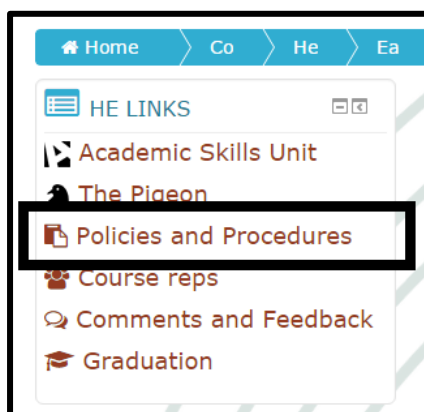 Home Co He Ea
HE LINKS
Academic Skills Unit
The Pigeon
Policies and Procedures
Course reps
Comments and Feedback
Graduation